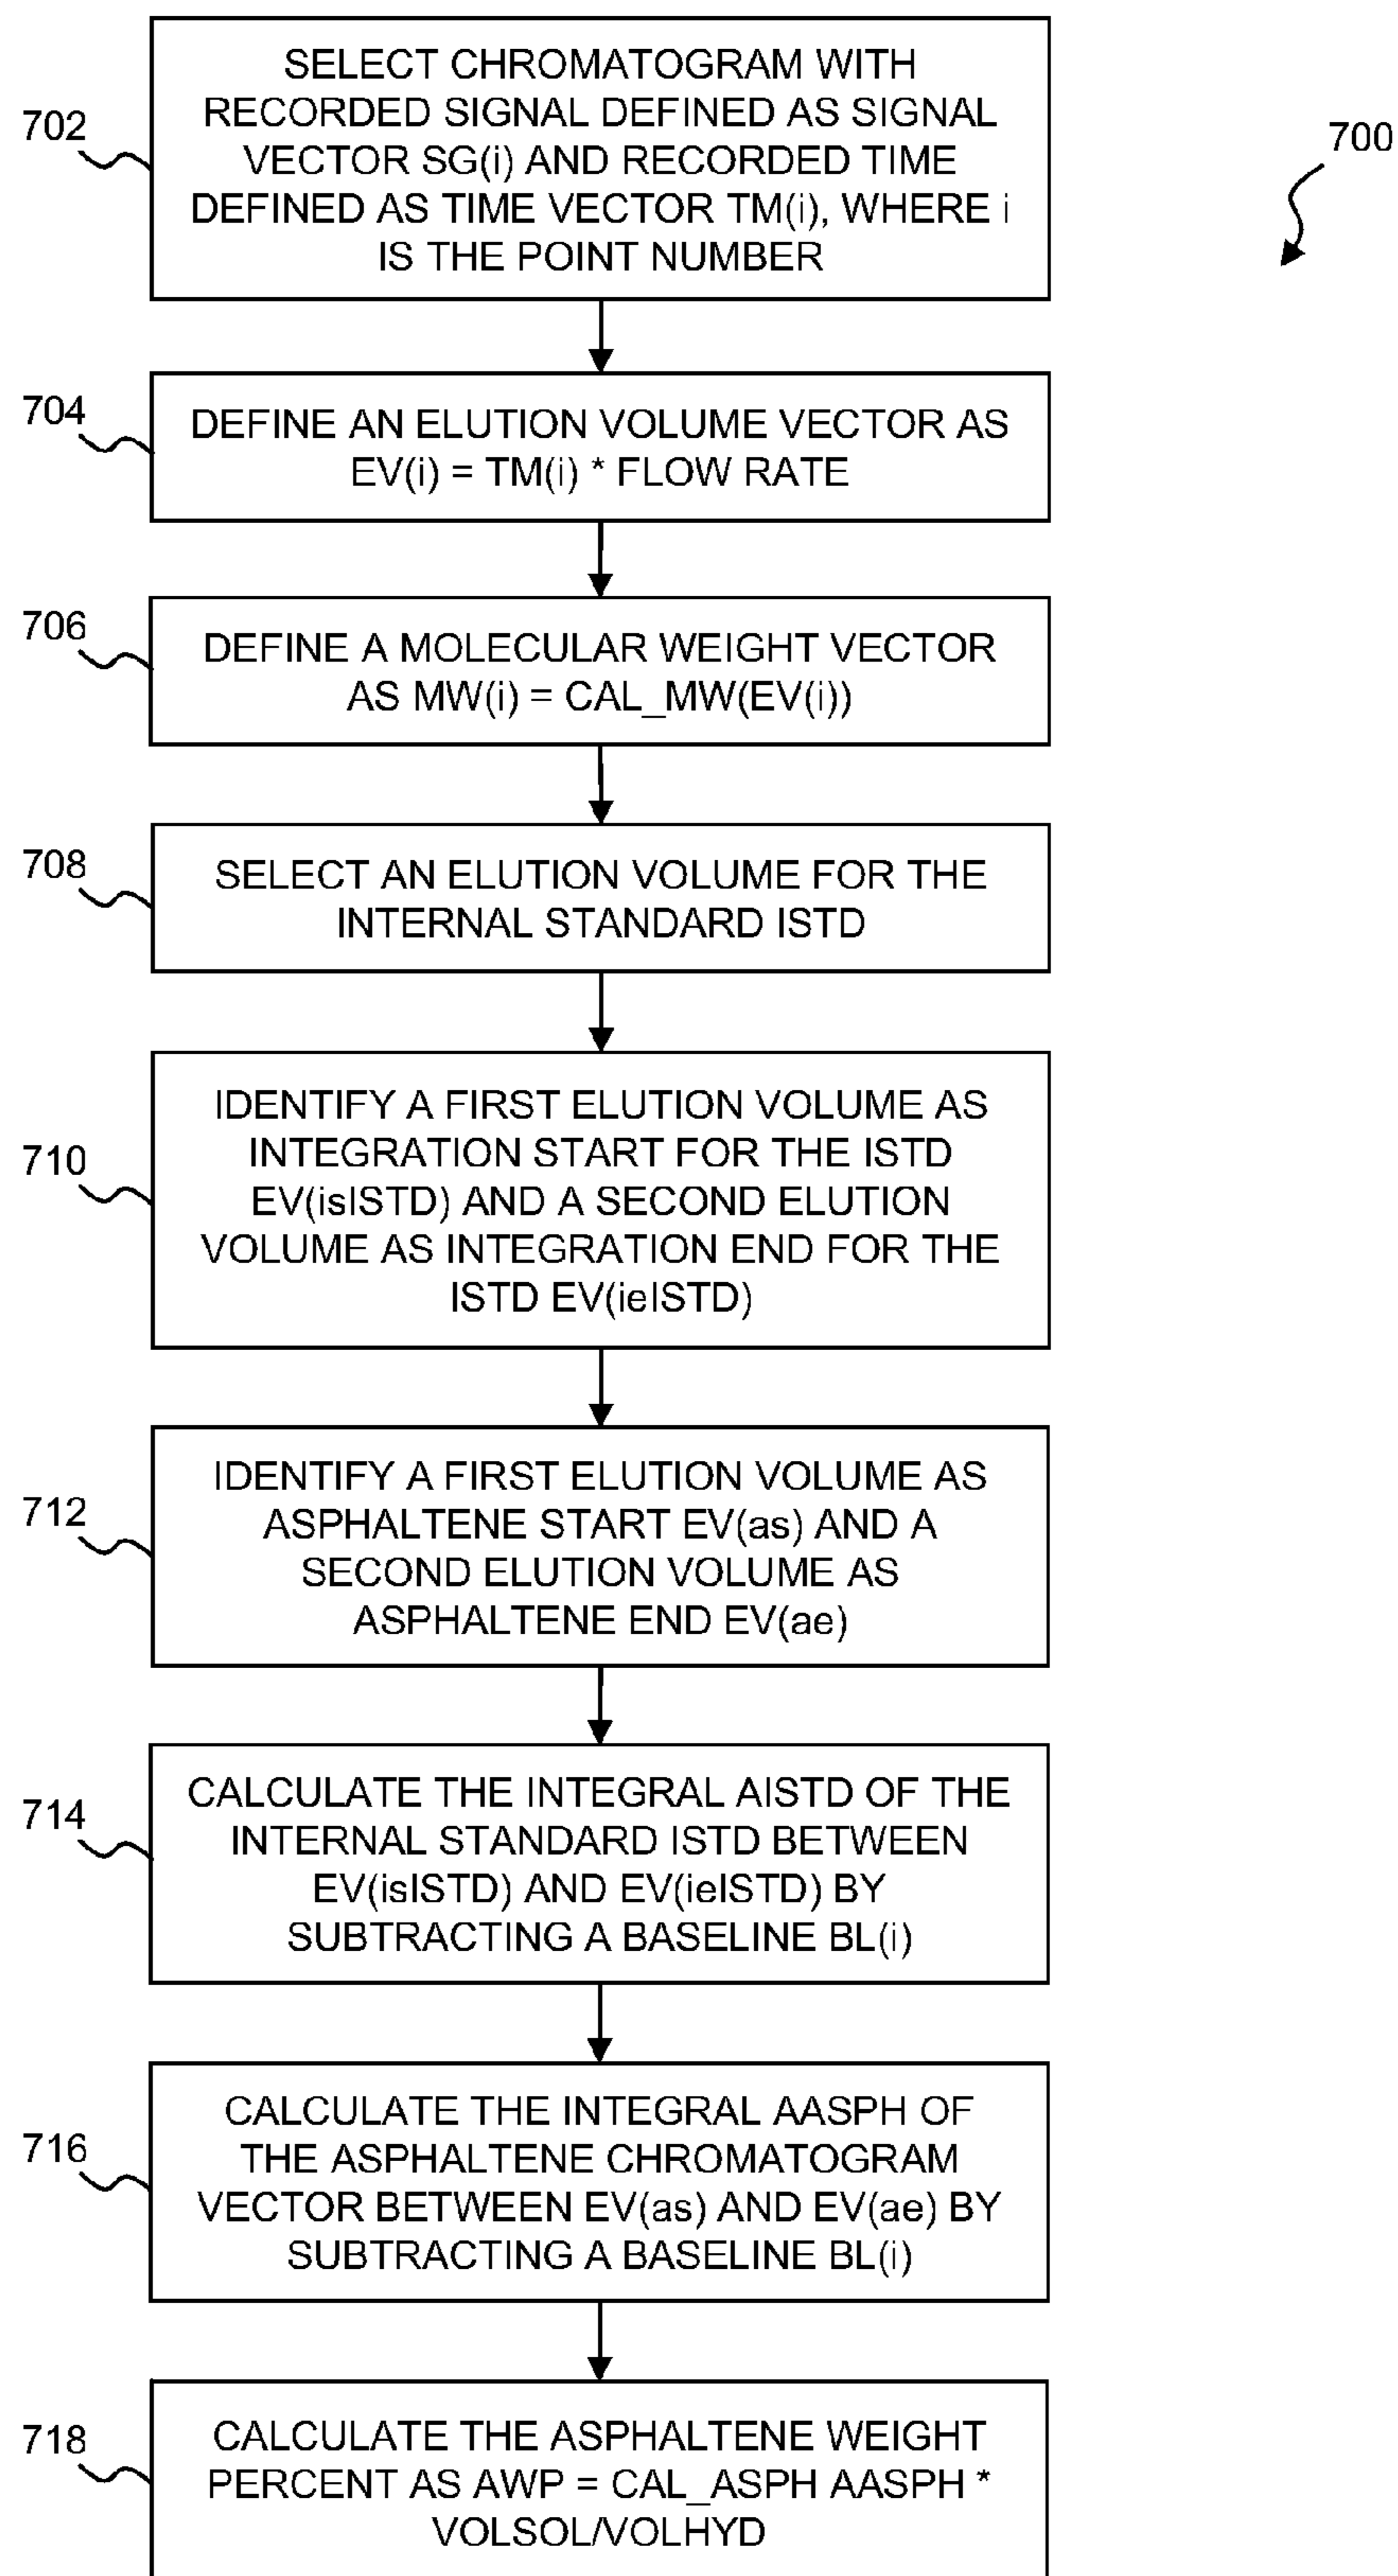 700
702
SELECT CHROMATOGRAM WITH
RECORDED SIGNAL DEFINED AS SIGNAL
VECTOR SG(i) AND RECORDED TIME
DEFINED AS TIME VECTOR TM(i), WHERE i
IS THE POINT NUMBER
704
DEFINE AN ELUTION VOLUME VECTOR AS
EV(i) = TM(i) * FLOW RATE
706
DEFINE A MOLECULAR WEIGHT VECTOR
AS MW(i) = CAL_MW(EV(i))
708
SELECT AN ELUTION VOLUME FOR THE
INTERNAL STANDARD ISTD
710
IDENTIFY A FIRST ELUTION VOLUME AS
INTEGRATION START FOR THE ISTD
EV(isISTD) AND A SECOND ELUTION
VOLUME AS INTEGRATION END FOR THE
ISTD EV(ieISTD)
712
IDENTIFY A FIRST ELUTION VOLUME AS
ASPHALTENE START EV(as) AND A
SECOND ELUTION VOLUME AS
ASPHALTENE END EV(ae)
714
CALCULATE THE INTEGRAL AISTD OF THE
INTERNAL STANDARD ISTD BETWEEN
EV(isISTD) AND EV(ieISTD) BY
SUBTRACTING A BASELINE BL(i)
716
CALCULATE THE INTEGRAL AASPH OF
THE ASPHALTENE CHROMATOGRAM
VECTOR BETWEEN EV(as) AND EV(ae) BY
SUBTRACTING A BASELINE BL(i)
718
CALCULATE THE ASPHALTENE WEIGHT
PERCENT AS AWP = CAL_ASPH AASPH *
VOLSOL/VOLHYD